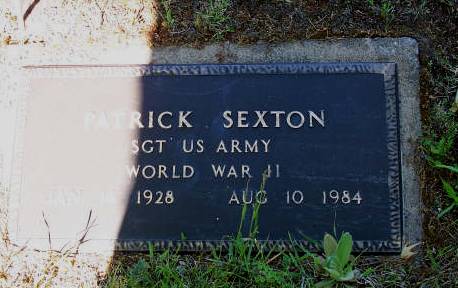 PATRICK SEXTON
SGT US ARMY
WORLD WAR II
JAN 1928 AUG 10 1984